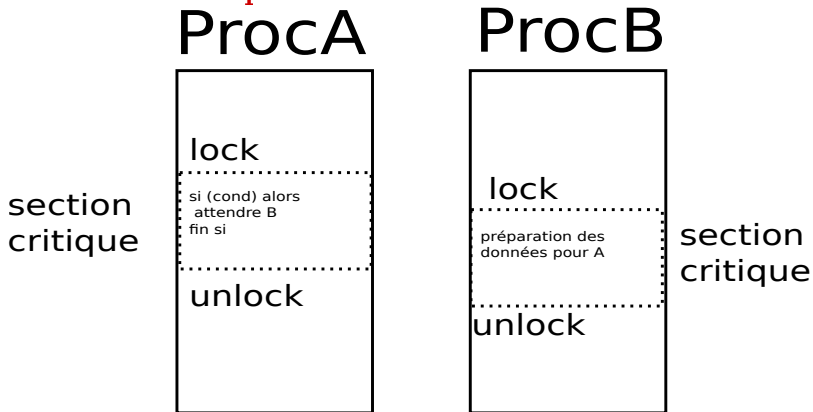 ProcA
ProcB
lock
si (cond) alors
attendre B
fin si
unlock
section
critique
lock
préparation des
données pour A
unlock
section
critique